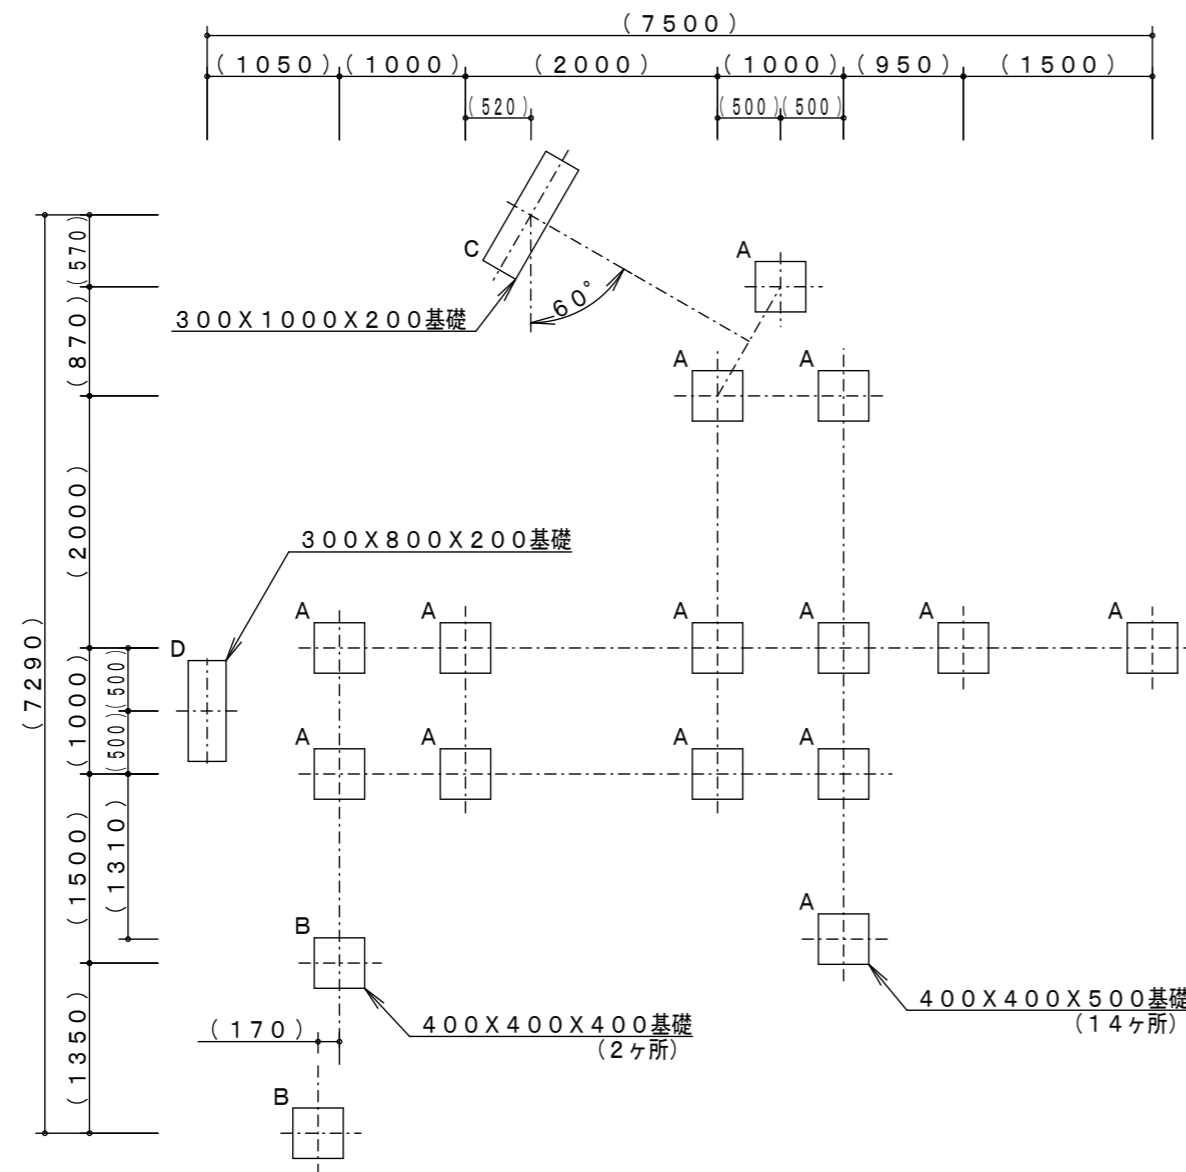 (7500)
(1050) (1000) (2000) (1000) (950) (1500)
(520) (500) (500)
(570)
C
A
60°
300X1000X200基礎
(870)
A A
(2000)
300X800X200基礎
A A A A A A
D
(7290)
(1000)
(500)
(500)
A A A A
(1500)
(1310)
A
B
400X400X500基礎
(14ヶ所)
400X400X400基礎
(2ヶ所)
(170)
(1350)
B